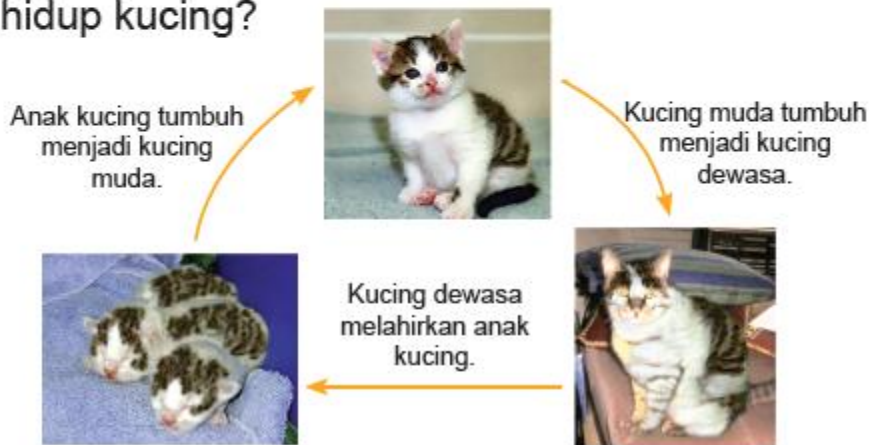 hidup kucing?
Anak kucing tumbuh
menjadi kucing
muda.
Kucing muda tumbuh
menjadi kucing
dewasa.
Kucing dewasa
melahirkan anak
kucing.